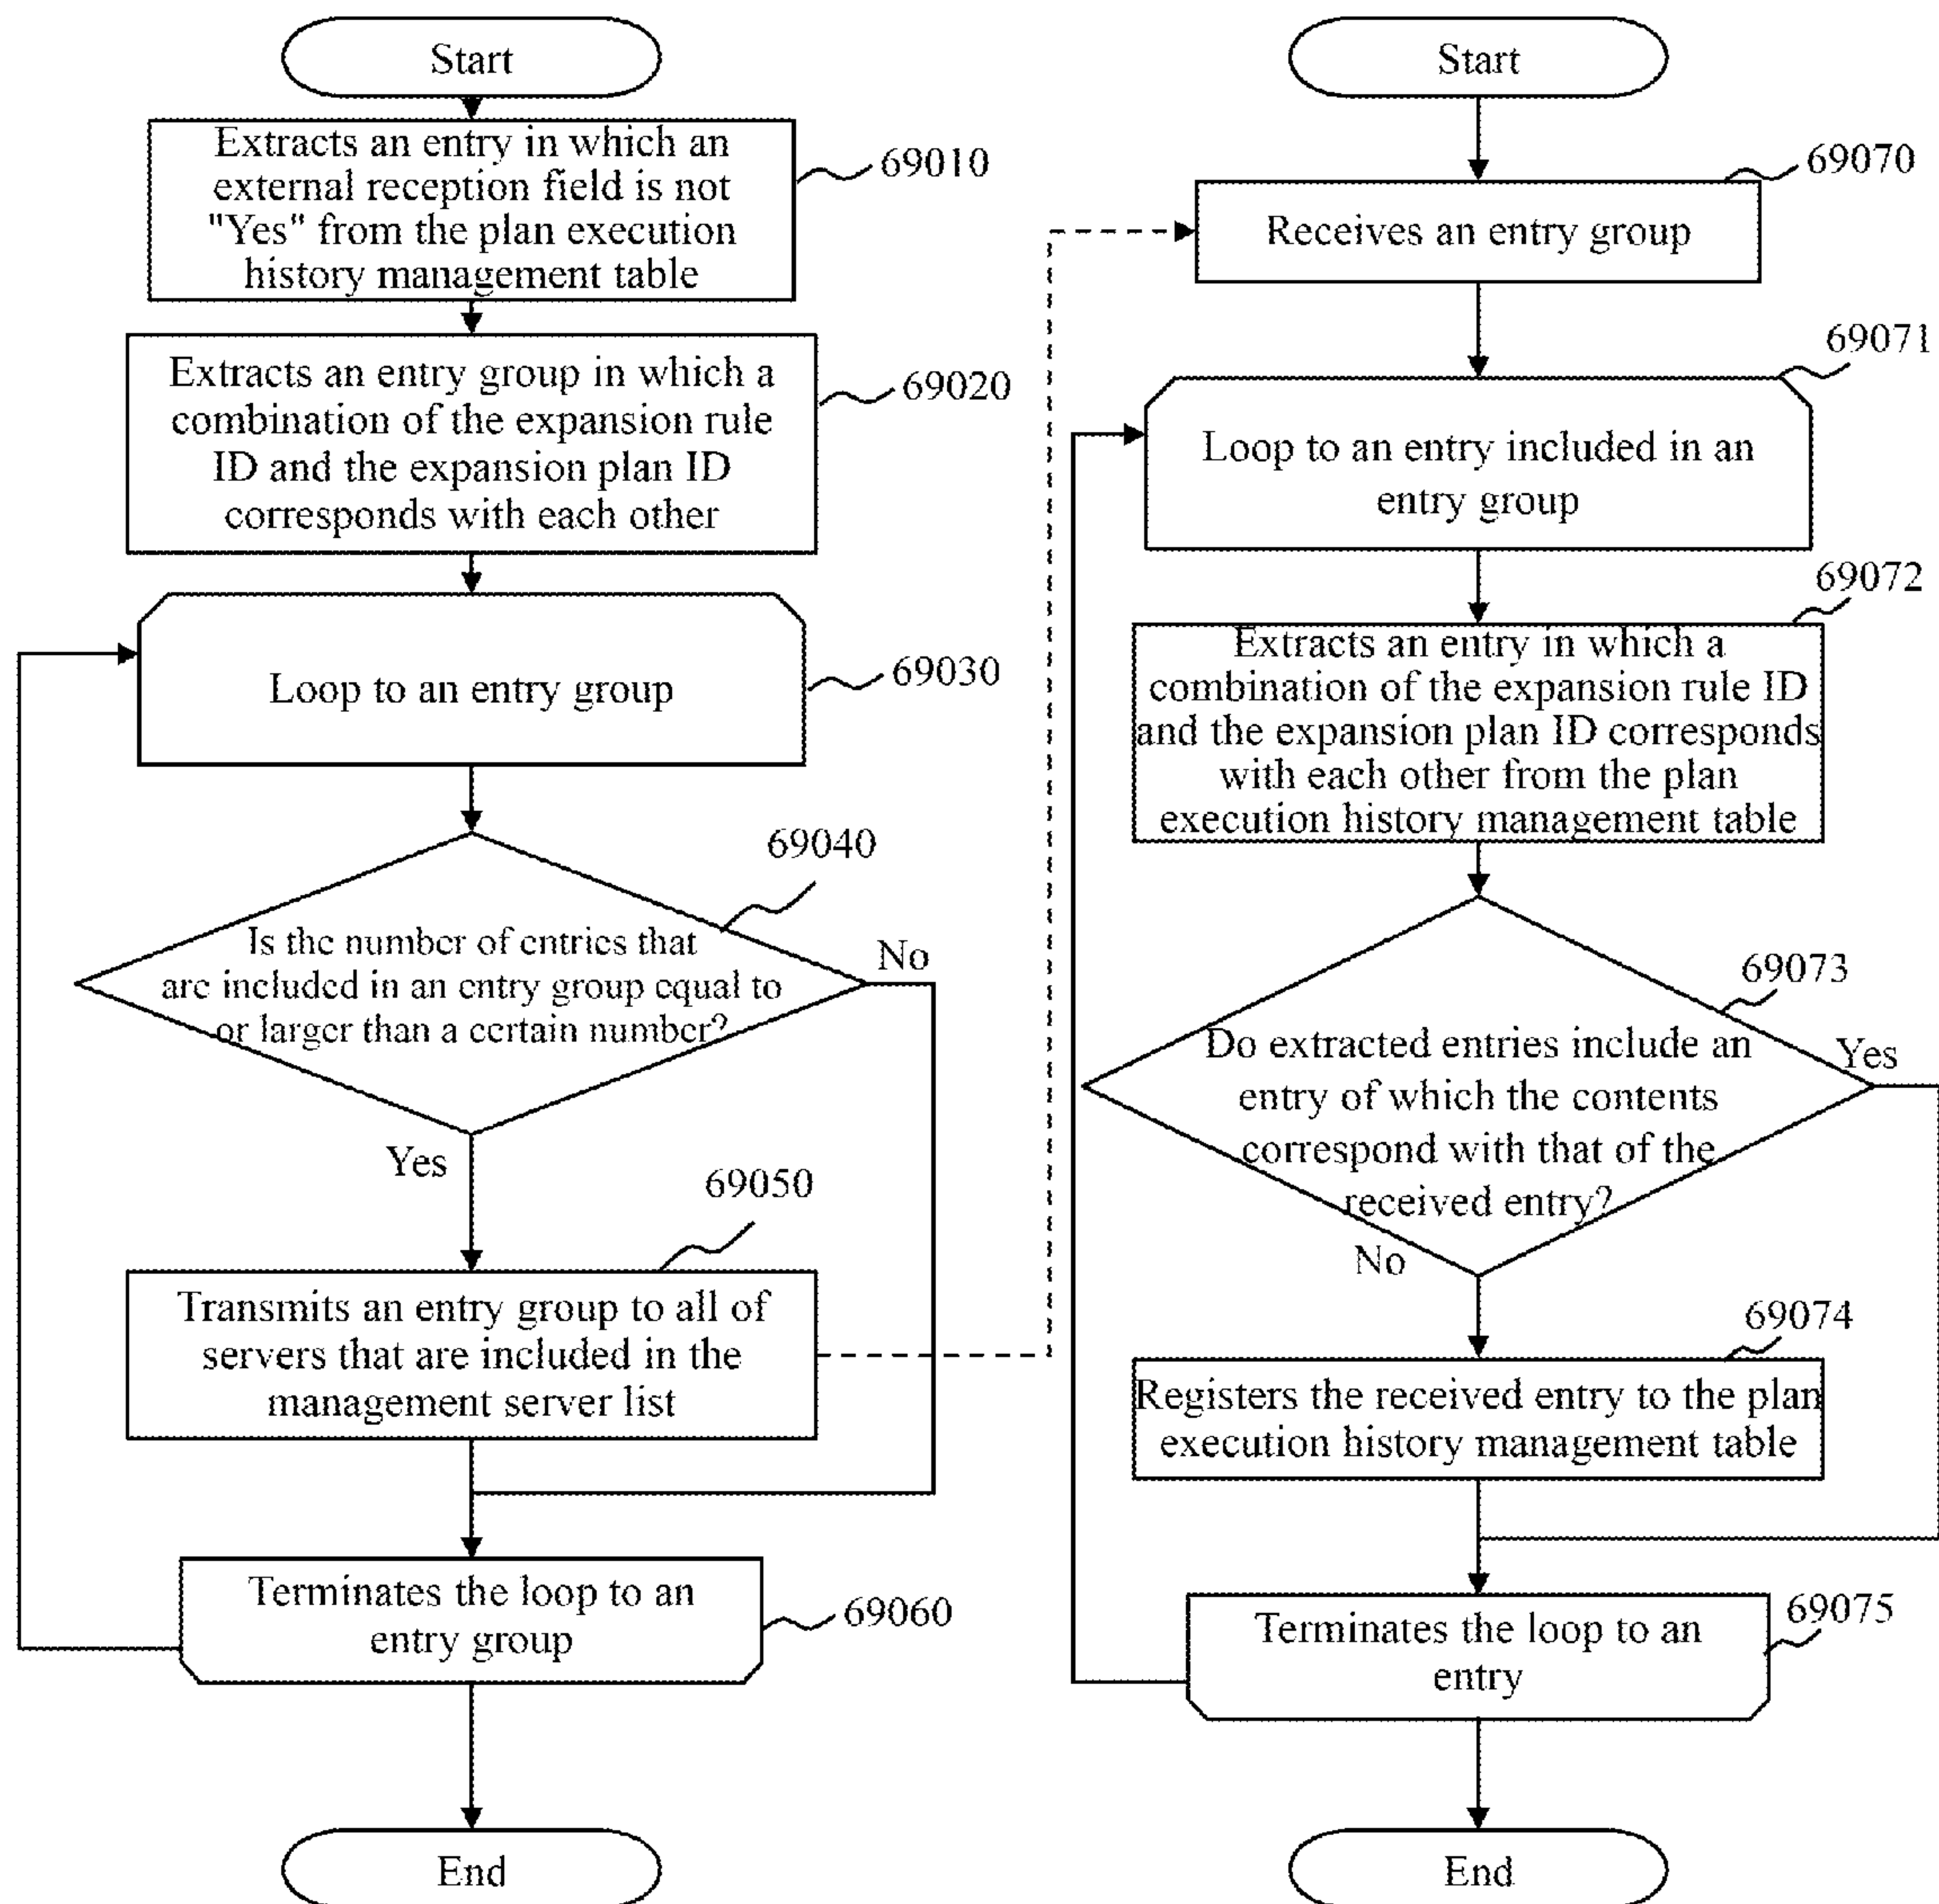 Start
Extracts an entry in which an
external reception field is not
"Yes" from the plan execution
history management table
69010
Extracts an entry group in which a
combination of the expansion rule
ID and the expansion plan ID
corresponds with each other
69020
Loop to an entry group
69030
69040
Is the number of entries that
are included in an entry group equal to
or larger than a certain number?
No
Yes
69050
Transmits an entry group to all of
servers that are included in the
management server list
Terminates the loop to an
entry group
69060
End
Start
69070
Receives an entry group
69071
Loop to an entry included in an
entry group
69072
Extracts an entry in which a
combination of the expansion rule ID
and the expansion plan ID corresponds
with each other from the plan
execution history management table
69073
Do extracted entries include an
entry of which the contents
correspond with that of the
received entry?
Yes
No
69074
Registers the received entry to the plan
execution history management table
69075
Terminates the loop to an
entry
End